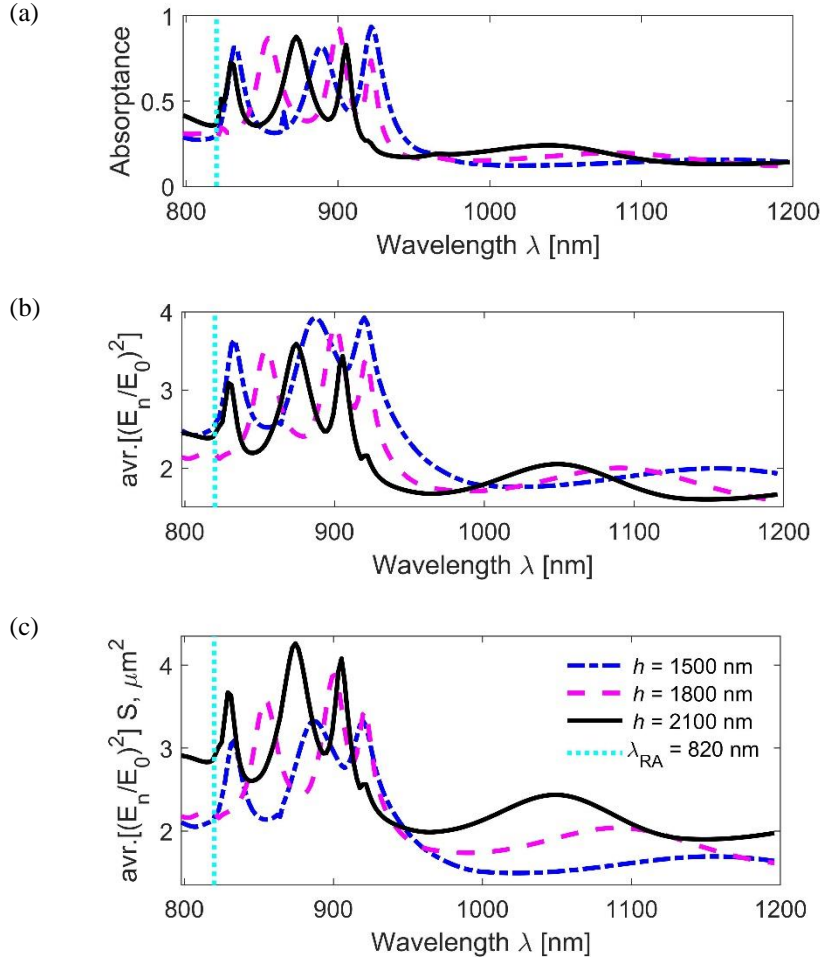 (a)
1
0.5
0
Absorptance
800 900 1000 1100 1200
Wavelength λ [nm]
(b)
4
3
2
avr.[(E_n/E_0)^2]
800 900 1000 1100 1200
Wavelength λ [nm]
(c)
4
3
2
avr.[(E_n/E_0)^2] S, μm^2
h = 1500 nm
h = 1800 nm
h = 2100 nm
λ_RA = 820 nm
800 900 1000 1100 1200
Wavelength λ [nm]